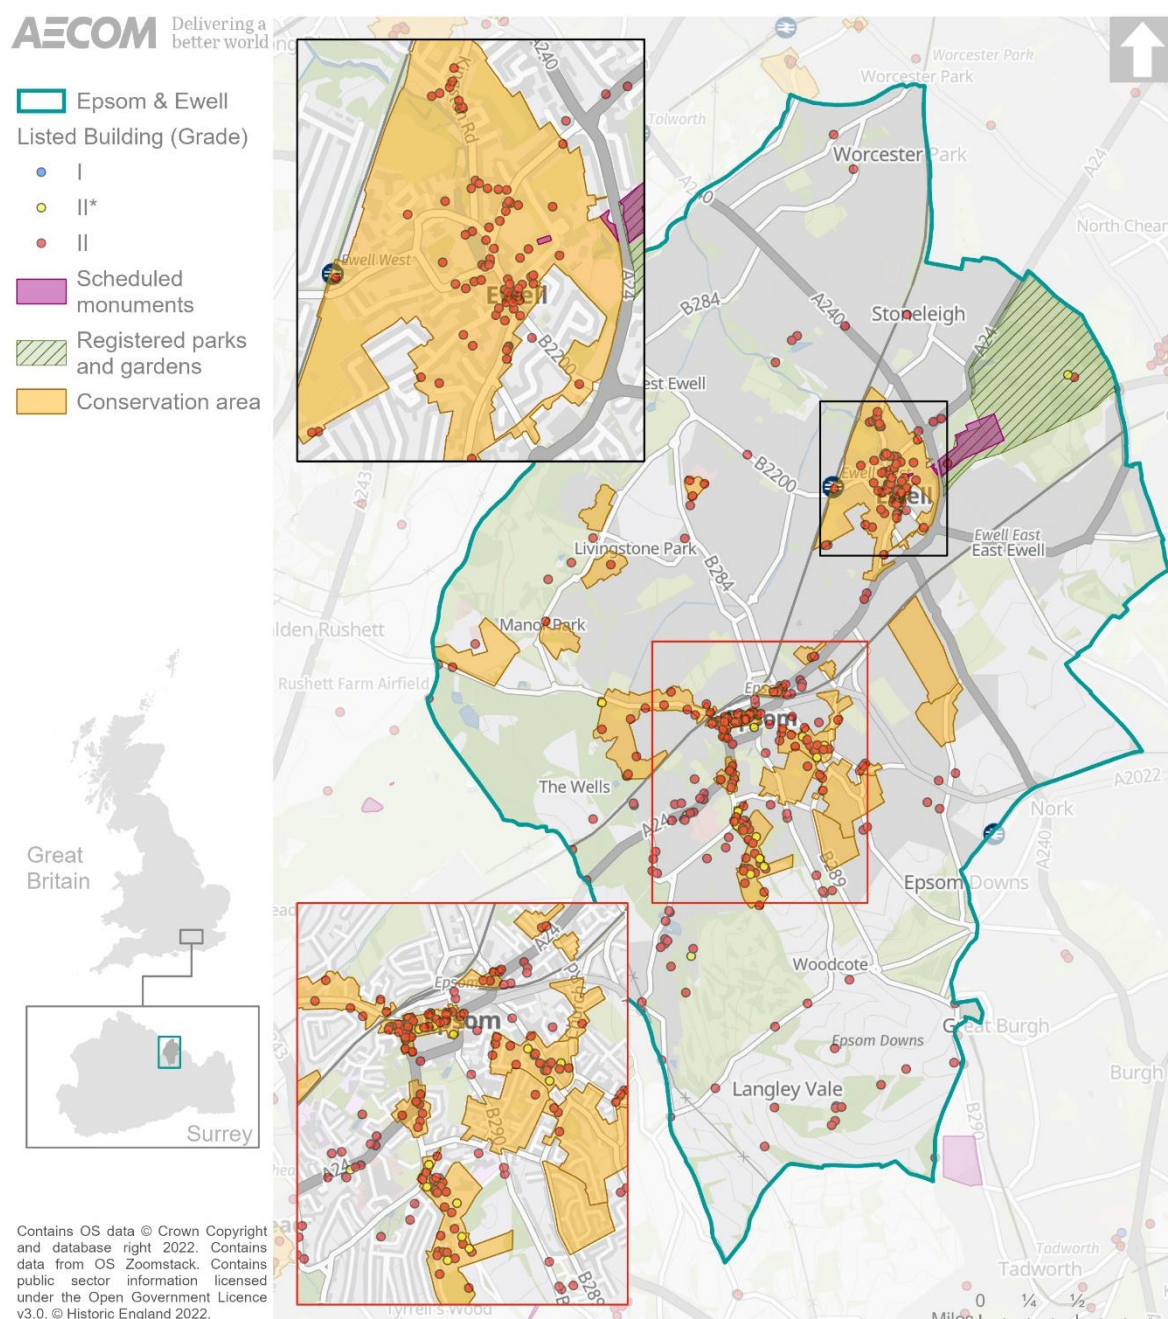 AECOM
Delivering a
better world
Epsom & Ewell
Listed Building (Grade)
I
II*
II
Scheduled
monuments
Registered parks
and gardens
Conservation area
Great
Britain
Surrey
Contains OS data © Crown Copyright
and database right 2022. Contains
data from OS Zoomstack. Contains
public sector information licensed
under the Open Government Licence
v3.0. © Historic England 2022.
A240
Ewell West
Ewell
A24
B2200
Tolworth
Worcester Park
Worcester Park
Worcester Park
A24
North Cheam
B284
A240
Stoneleigh
A24
A243
B2200
Ewell
Ewell East
East Ewell
Livingstone Park
B284
Manor Park
Rushett Farm Airfield
Epsom
The Wells
A24
A2022
Nork
A240
B289
Epsom Downs
Woodcote
Great Burgh
Epsom Downs
Langley Vale
Burgh
B290
Tadworth
Tadworth
A24
Epsom
Epsom
B290
A24
B289
Tyrrell's Wood
0 ¼ ½
Miles